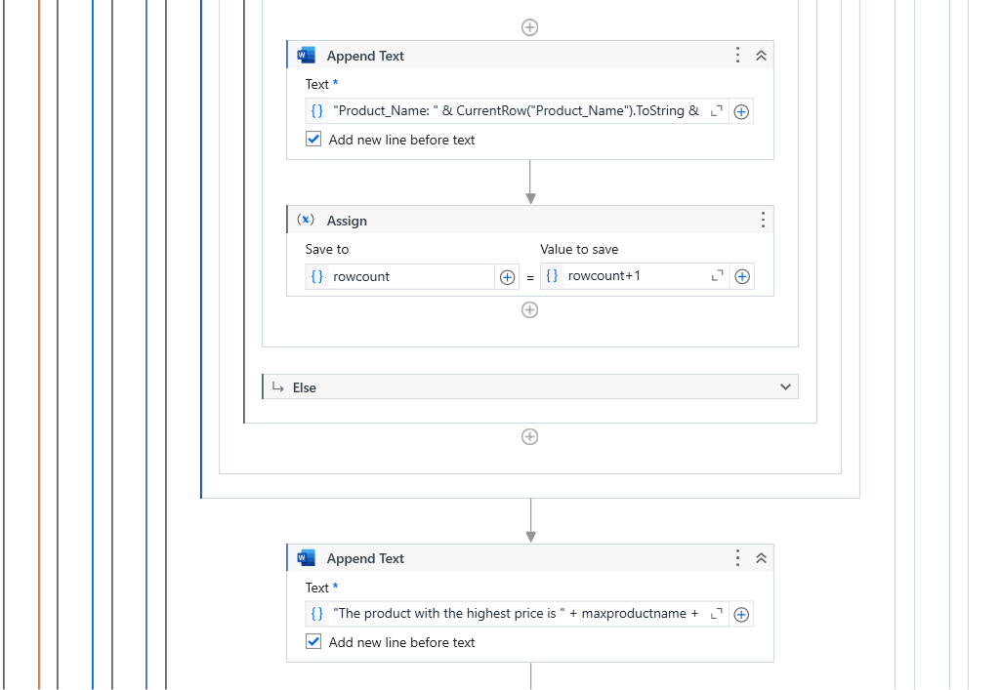 Append Text
Text *
{} "Product_Name: " & CurrentRow("Product_Name").ToString &
Add new line before text
(x) Assign
Save to Value to save
{} rowcount = {} rowcount+1
Else
Append Text
Text *
{} "The product with the highest price is " + maxproductname +
Add new line before text